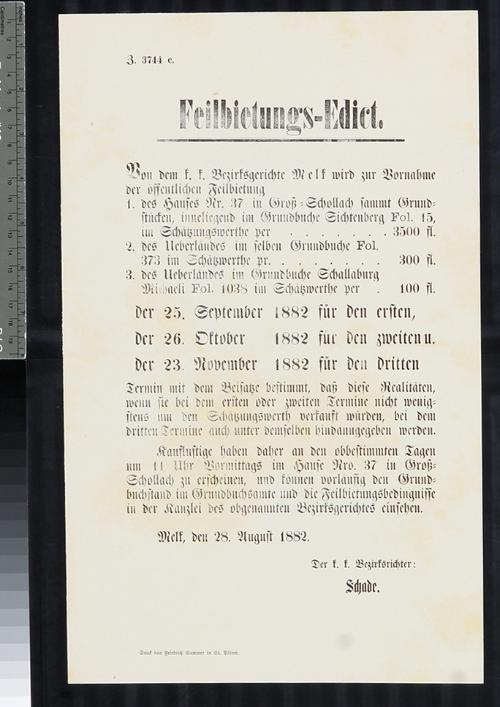 Z. 3744 c.
Feilbietungs-Edict.
Von dem k. k. Bezirksgerichte Melk wird zur Vornahme
der öffentlichen Feilbietung
1. des Hauses Nr. 37 in Groß-Schollach sammt Grund-
stücken, inneliegend im Grundbuche Sichtenberg Fol. 15,
im Schätzungswerthe per . . . . . . . 3500 fl.
2. des Ueberlandes im selben Grundbuche Fol.
373 im Schätzwerthe pr. . . . . . . . 300 fl.
3. des Ueberlandes im Grundbuche Schallaburg
Michaeli Fol. 1038 im Schätzwerthe per . 100 fl.
der 25. September 1882 für den ersten,
der 26. Oktober 1882 für den zweiten u.
der 23. November 1882 für den dritten
Termin mit dem Beisatze bestimmt, daß diese Realitäten,
wenn sie bei dem ersten oder zweiten Termine nicht wenig-
stens um den Schätzungswerth verkauft würden, bei dem
dritten Termine auch unter demselben hindanngegeben werden.
Kauflustige haben daher an den obbestimmten Tagen
um 11 Uhr Vormittags im Hause Nro. 37 in Groß-
Schollach zu erscheinen, und können vorläufig den Grund-
buchstand im Grundbuchsamte und die Feilbietungsbedingnisse
in der Kanzlei des obgenannten Bezirksgerichtes einsehen.
Melk, den 28. August 1882.
Der k. k. Bezirksrichter:
Schade.
Druck von Friedrich Sommer in St. Pölten.